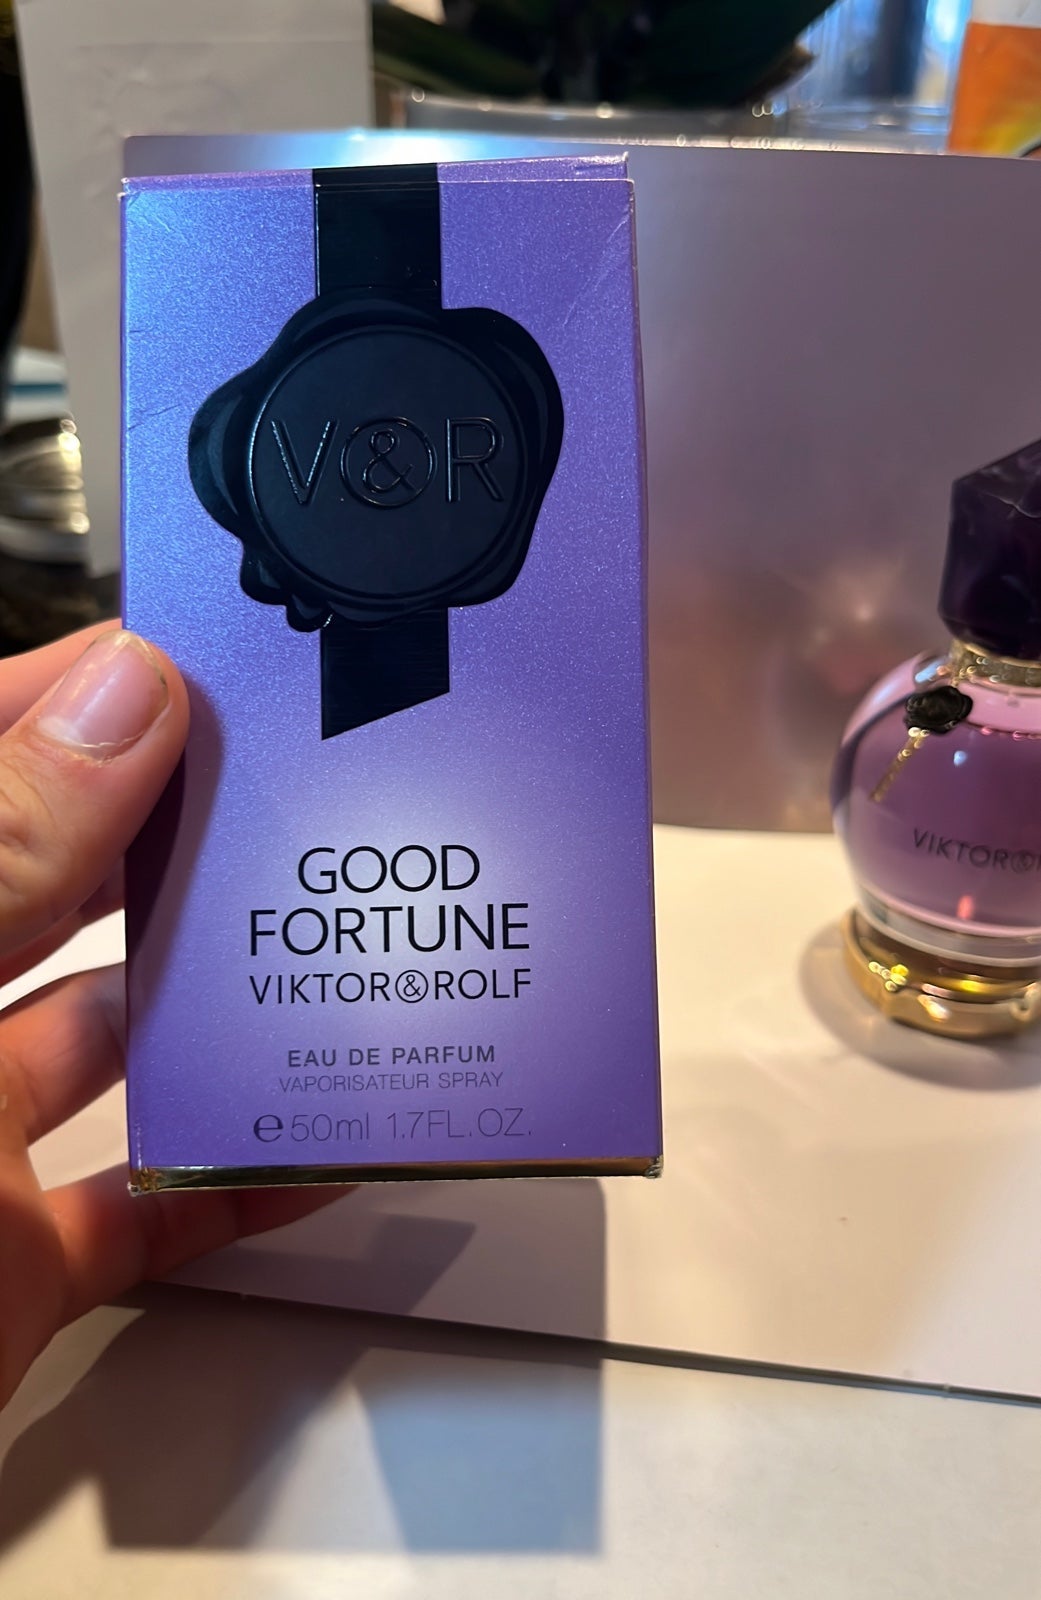 V&R
GOOD
FORTUNE
VIKTOR&ROLF
EAU DE PARFUM
VAPORISATEUR SPRAY
℮50ml 1.7FL.OZ.
VIKTOR&